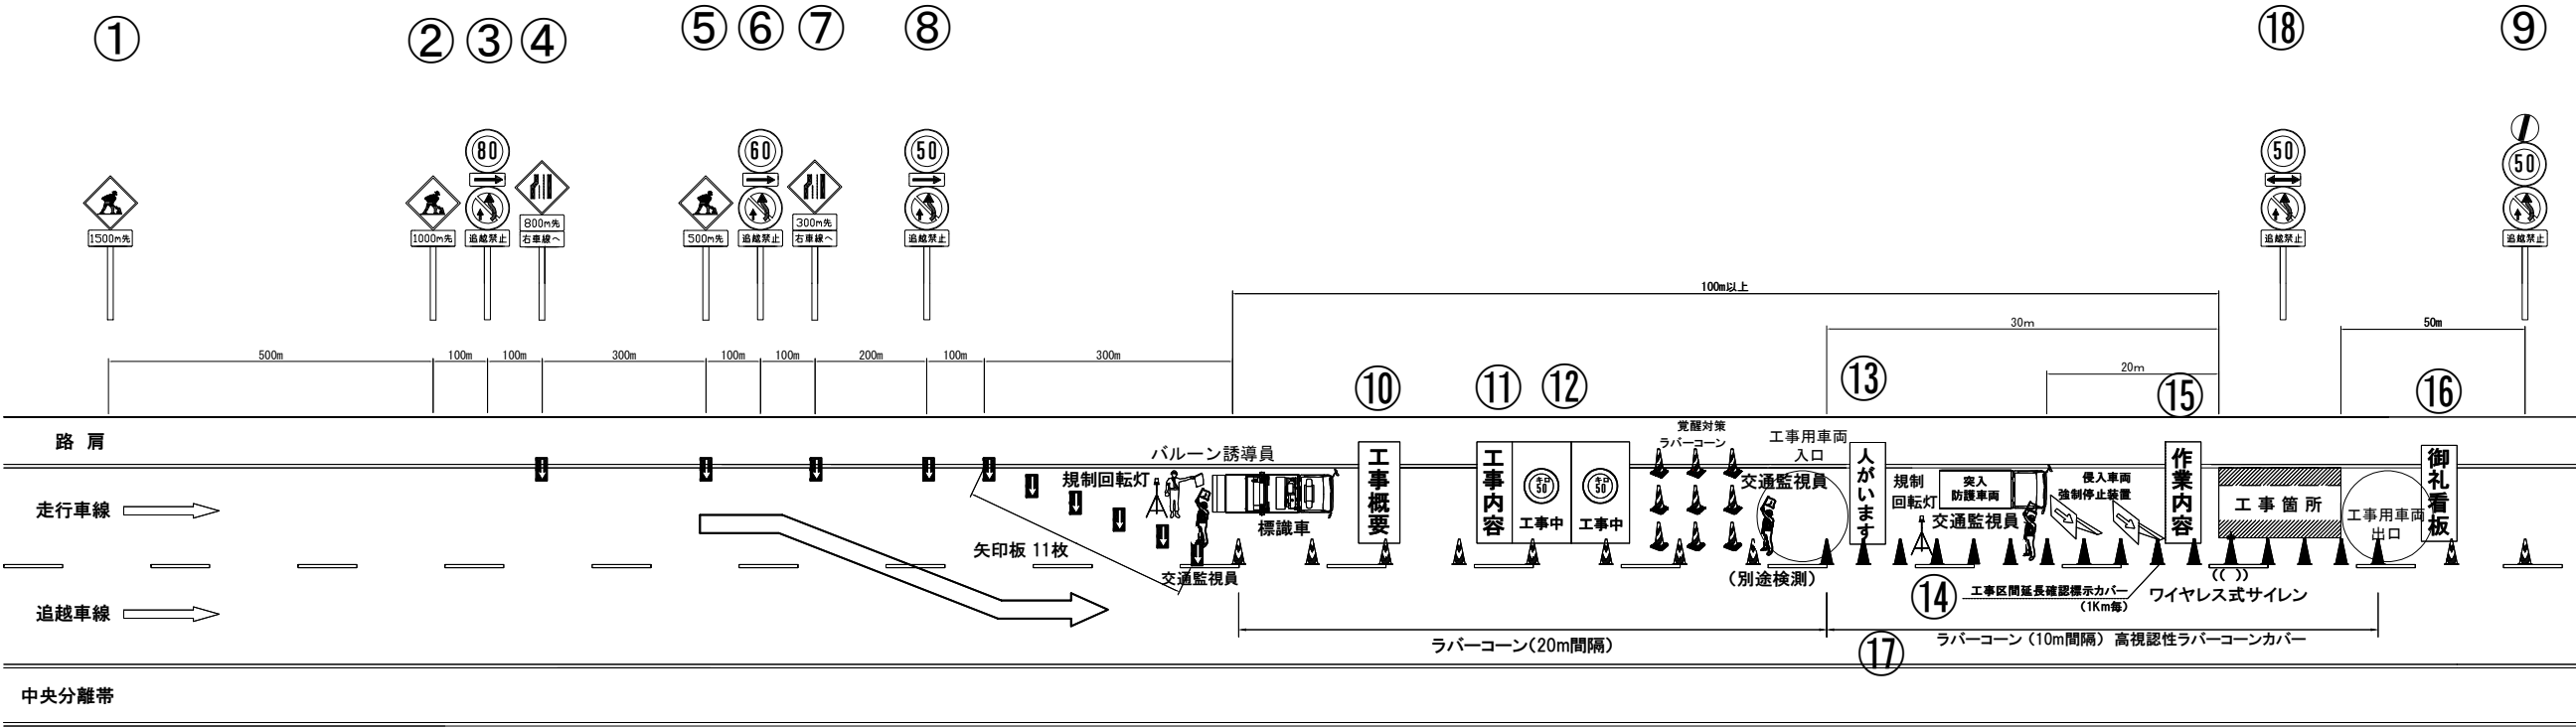 ① ② ③ ④ ⑤ ⑥ ⑦ ⑧ ⑱ ⑨
80 60 50 50 50
1500m先
1000m先
追越禁止
800m先
右車線へ
500m先
追越禁止
300m先
右車線へ
追越禁止
追越禁止
追越禁止
100m以上
30m
50m
500m 100m 100m 300m 100m 100m 200m 100m 300m
20m
⑩ ⑪ ⑫ ⑬ ⑮ ⑯
路肩
バルーン誘導員
規制回転灯
標識車
工事概要
工事内容
キロ
50
工事中
キロ
50
工事中
覚醒対策
ラバーコーン
工事用車両
入口
交通監視員
人がいます
規制
回転灯
突入
防護車両
交通監視員
侵入車両
強制停止装置
作業内容
工事箇所
工事用車両
出口
御礼看板
走行車線
矢印板 11枚
交通監視員
(別途検測)
追越車線
⑭
工事区間延長確認標示カバー
(1Km毎)
ワイヤレス式サイレン
ラバーコーン(20m間隔)
⑰
ラバーコーン (10m間隔) 高視認性ラバーコーンカバー
中央分離帯